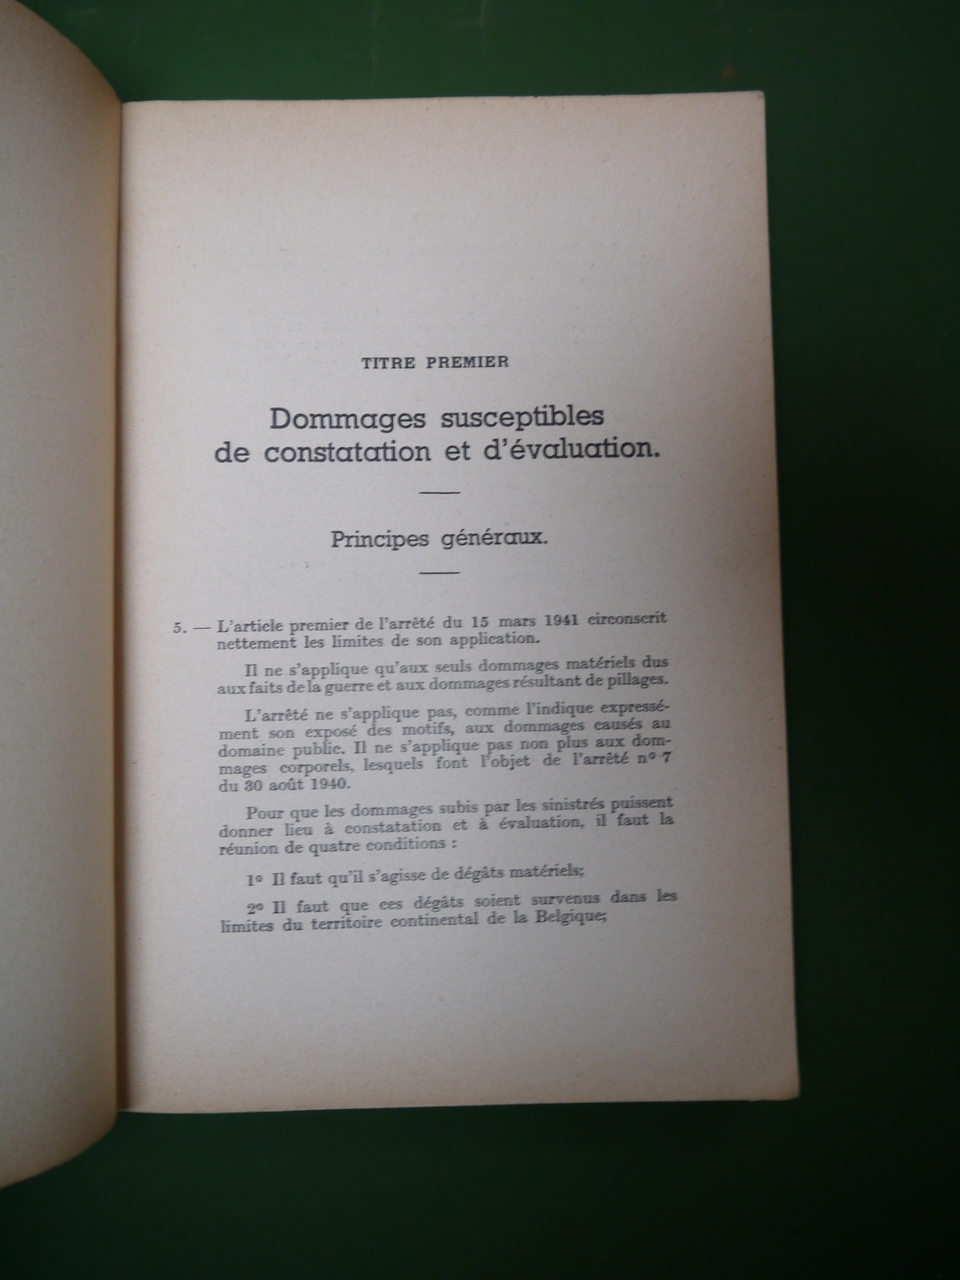 TITRE PREMIER
Dommages susceptibles
de constatation et d'évaluation.
Principes généraux.
5. — L'article premier de l'arrêté du 15 mars 1941 circonscrit
nettement les limites de son application.
Il ne s'applique qu'aux seuls dommages matériels dus
aux faits de la guerre et aux dommages résultant de pillages.
L'arrêté ne s'applique pas, comme l'indique expressé-
ment son exposé des motifs, aux dommages causés au
domaine public. Il ne s'applique pas non plus aux dom-
mages corporels, lesquels font l'objet de l'arrêté nº 7
du 30 août 1940.
Pour que les dommages subis par les sinistrés puissent
donner lieu à constatation et à évaluation, il faut la
réunion de quatre conditions :
1º Il faut qu'il s'agisse de dégâts matériels;
2º Il faut que ces dégâts soient survenus dans les
limites du territoire continental de la Belgique;